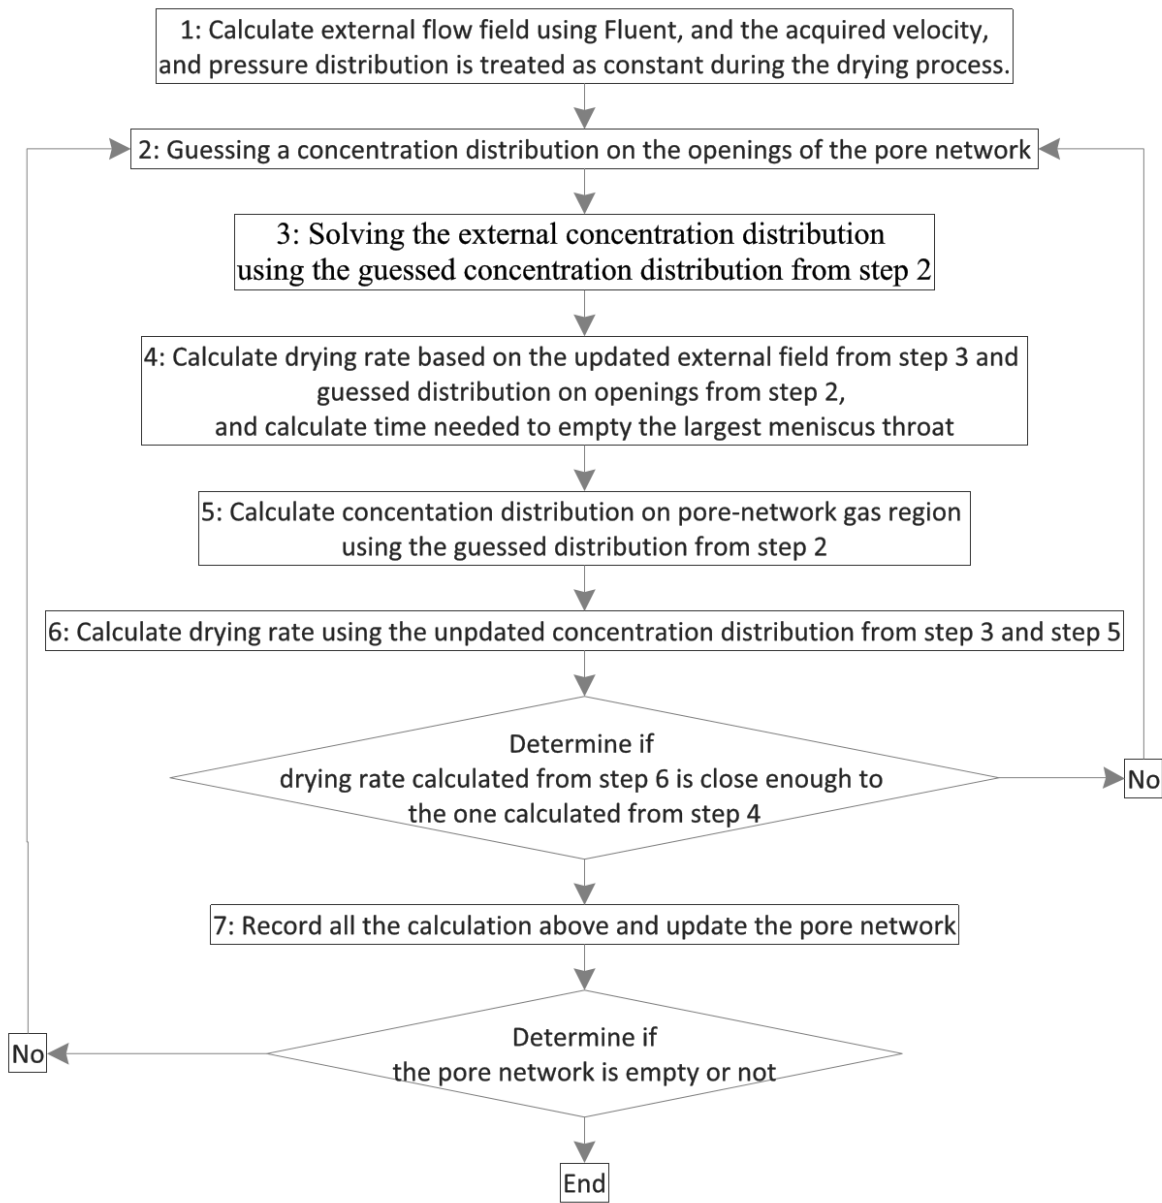 1: Calculate external flow field using Fluent, and the acquired velocity,
and pressure distribution is treated as constant during the drying process.
2: Guessing a concentration distribution on the openings of the pore network
3: Solving the external concentration distribution
using the guessed concentration distribution from step 2
4: Calculate drying rate based on the updated external field from step 3 and
guessed distribution on openings from step 2,
and calculate time needed to empty the largest meniscus throat
5: Calculate concentation distribution on pore-network gas region
using the guessed distribution from step 2
6: Calculate drying rate using the unpdated concentration distribution from step 3 and step 5
Determine if
drying rate calculated from step 6 is close enough to
the one calculated from step 4
No
7: Record all the calculation above and update the pore network
Determine if
the pore network is empty or not
No
End